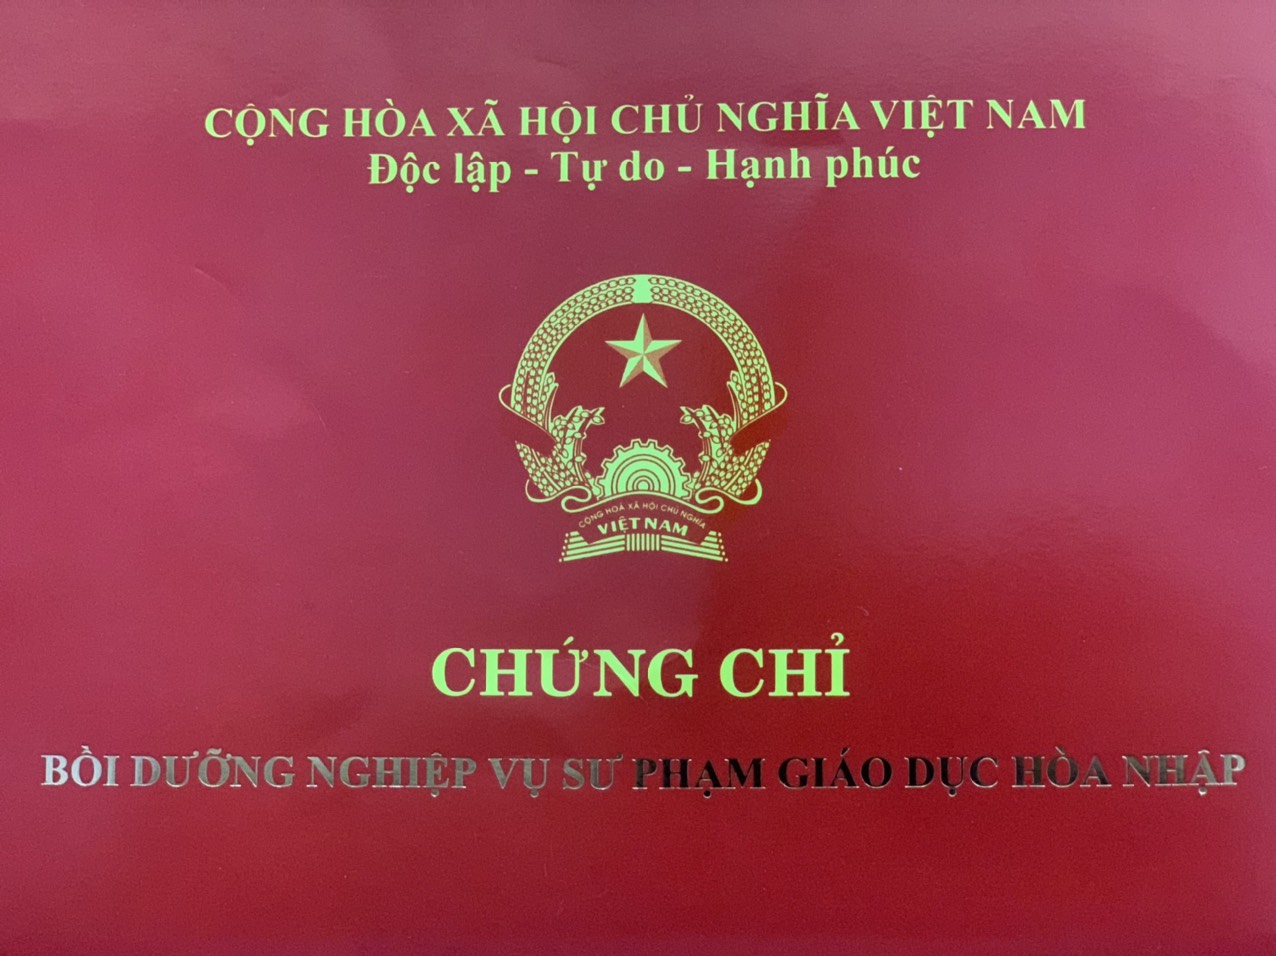 CỘNG HÒA XÃ HỘI CHỦ NGHĨA VIỆT NAM
Độc lập - Tự do - Hạnh phúc
CỘNG HOÀ XÃ HỘI CHỦ NGHĨA
VIỆT NAM
CHỨNG CHỈ
BỒI DƯỠNG NGHIỆP VỤ SƯ PHẠM GIÁO DỤC HÒA NHẬP